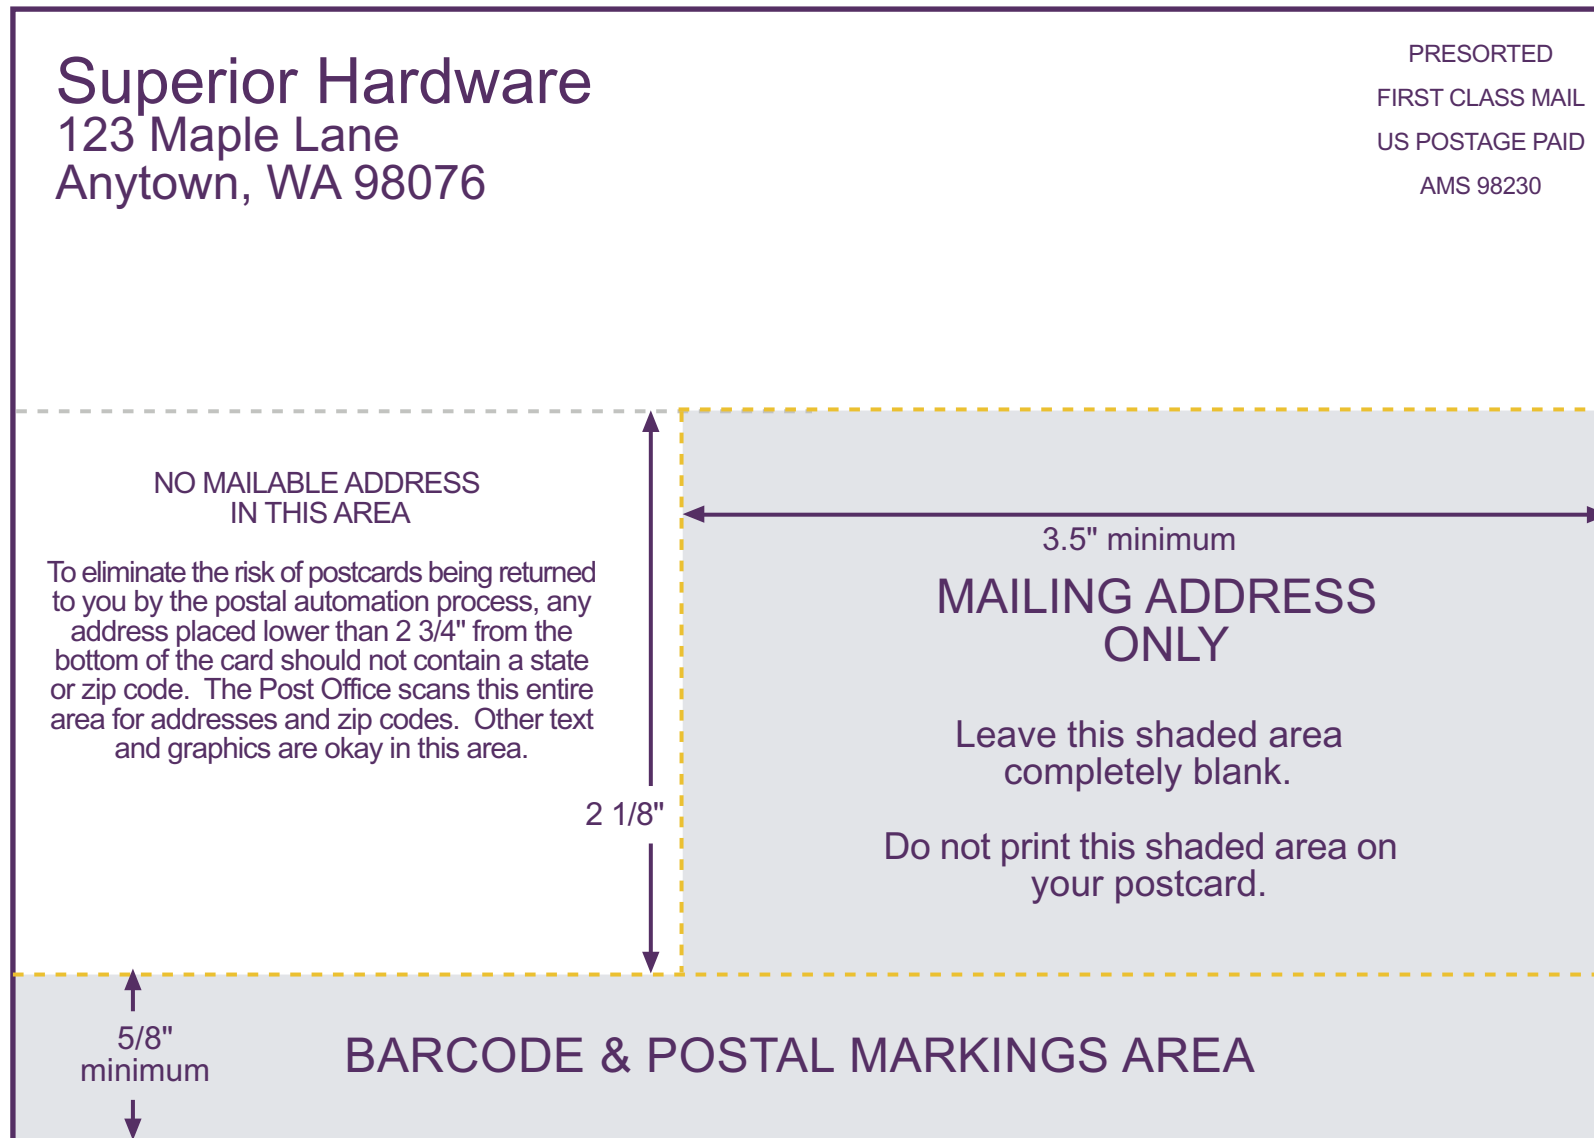 Superior Hardware
123 Maple Lane
Anytown, WA 98076
PRESORTED
FIRST CLASS MAIL
US POSTAGE PAID
AMS 98230
NO MAILABLE ADDRESS
IN THIS AREA
To eliminate the risk of postcards being returned
to you by the postal automation process, any
address placed lower than 2 3/4" from the
bottom of the card should not contain a state
or zip code.  The Post Office scans this entire
area for addresses and zip codes.  Other text
and graphics are okay in this area.
2 1/8"
3.5" minimum
MAILING ADDRESS
ONLY
Leave this shaded area
completely blank.
Do not print this shaded area on
your postcard.
5/8"
minimum
BARCODE & POSTAL MARKINGS AREA